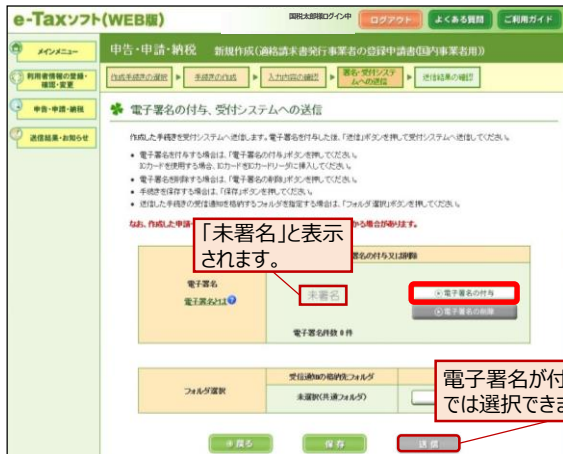 e-Taxソフト(WEB版)
国税太郎様ログイン中
ログアウト
よくある質問
ご利用ガイド
メインメニュー
利用者情報の登録・
確認・変更
申告・申請・納税
送信結果・お知らせ
申告・申請・納税 新規作成(適格請求書発行事業者の登録申請書(国内事業者用))
作成手続きの選択
手続きの作成
入力内容の確認
署名・受付システ
ムへの送信
送信結果の確認
電子署名の付与、受付システムへの送信
作成した手続きを受付システムへ送信します。電子署名を付与した後、「送信」ボタンを押して受付システムへ送信してください。
• 電子署名を付与する場合は、「電子署名の付与」ボタンを押してください。
ICカードを使用する場合、ICカードをICカードリーダに挿入してください。
• 電子署名を削除する場合は、「電子署名の削除」ボタンを押してください。
• 手続きを保存する場合は、「保存」ボタンを押してください。
• 送信した手続きの受信通知を格納するフォルダを指定する場合は、「フォルダ選択」ボタンを押してください。
なお、作成した申請・
かる場合があります。
「未署名」と表示
されます。
署名の付与又は削除
電子署名
電子署名とは
未署名
電子署名の付与
電子署名の削除
電子署名件数 0 件
電子署名が付
では選択でき
フォルダ選択
受信通知の格納先フォルダ
未選択(共通フォルダ)
戻る
保存
送信